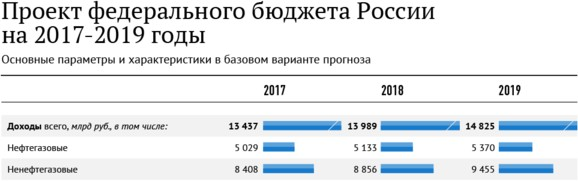 Проект федерального бюджета России
на 2017-2019 годы
Основные параметры и характеристики в базовом варианте прогноза
2017 2018 2019
Доходы всего, млрд руб., в том числе: 13 437 13 989 14 825
Нефтегазовые 5 029 5 133 5 370
Ненефтегазовые 8 408 8 856 9 455